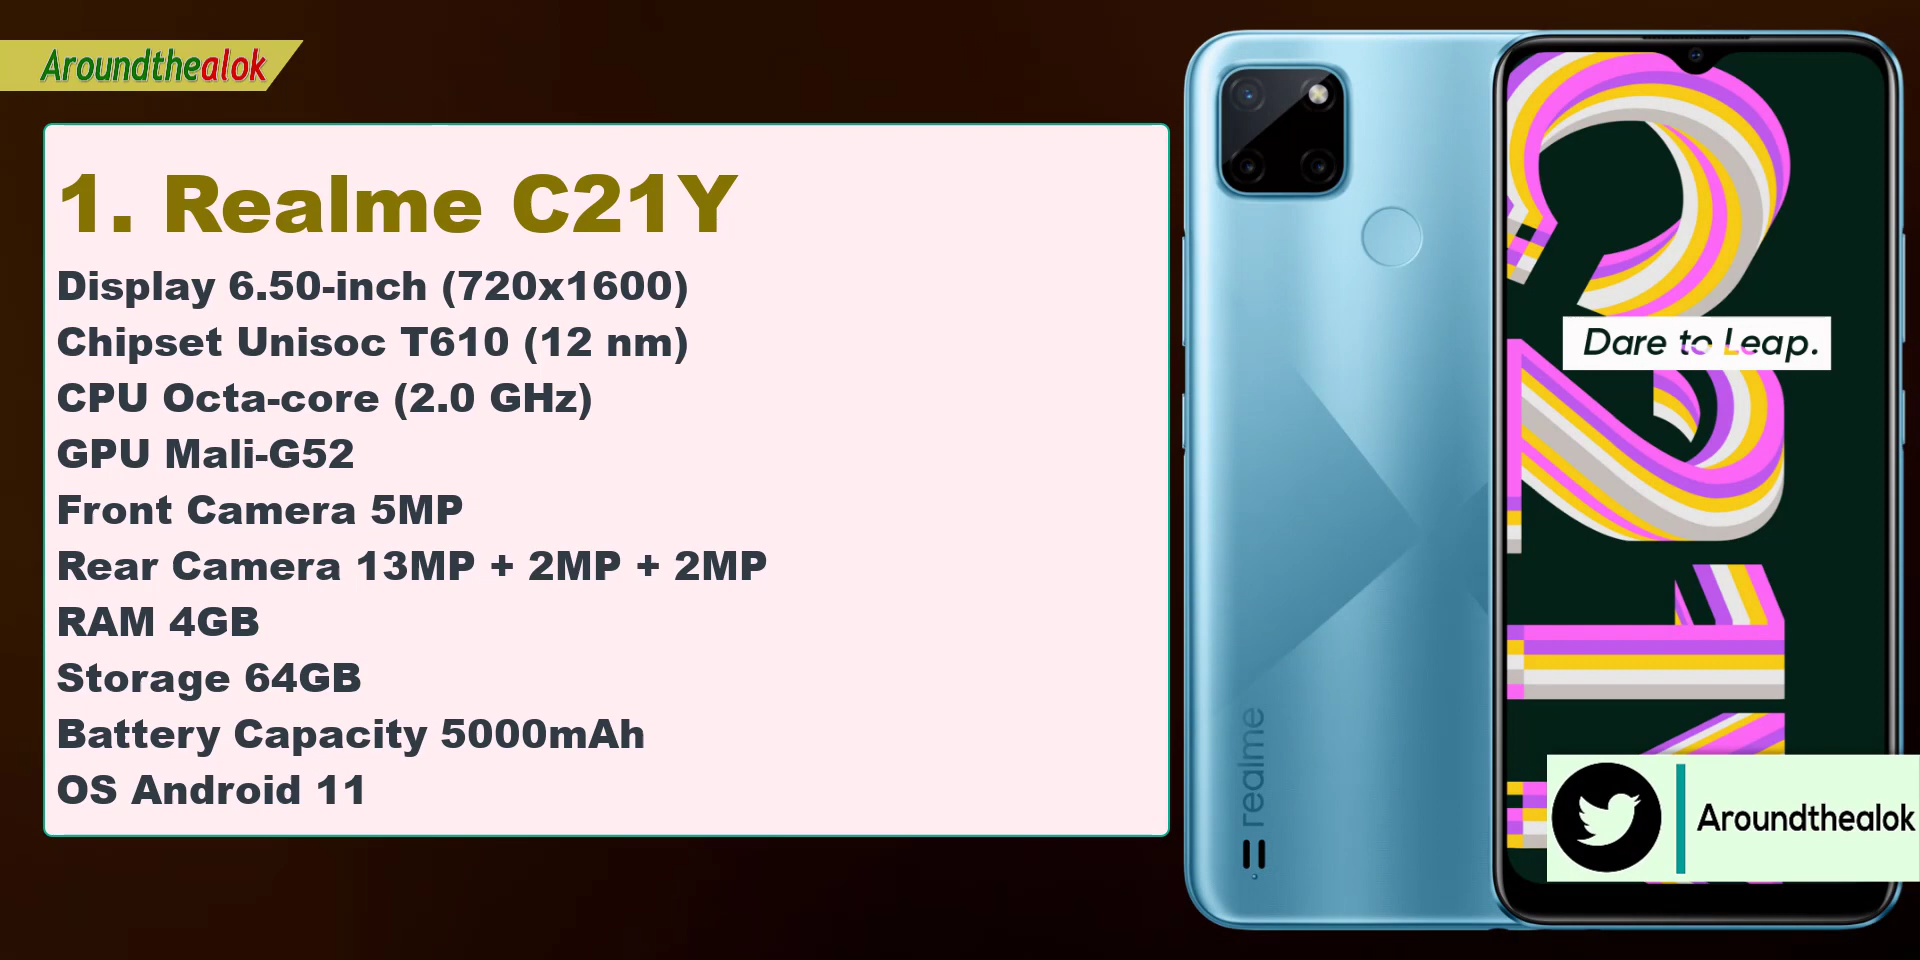 Aroundthealok
1. Realme C21Y
Display 6.50-inch (720x1600)
Chipset Unisoc T610 (12 nm)
CPU Octa-core (2.0 GHz)
GPU Mali-G52
Front Camera 5MP
Rear Camera 13MP + 2MP + 2MP
RAM 4GB
Storage 64GB
Battery Capacity 5000mAh
OS Android 11
realme
Dare to Leap.
Aroundthealok